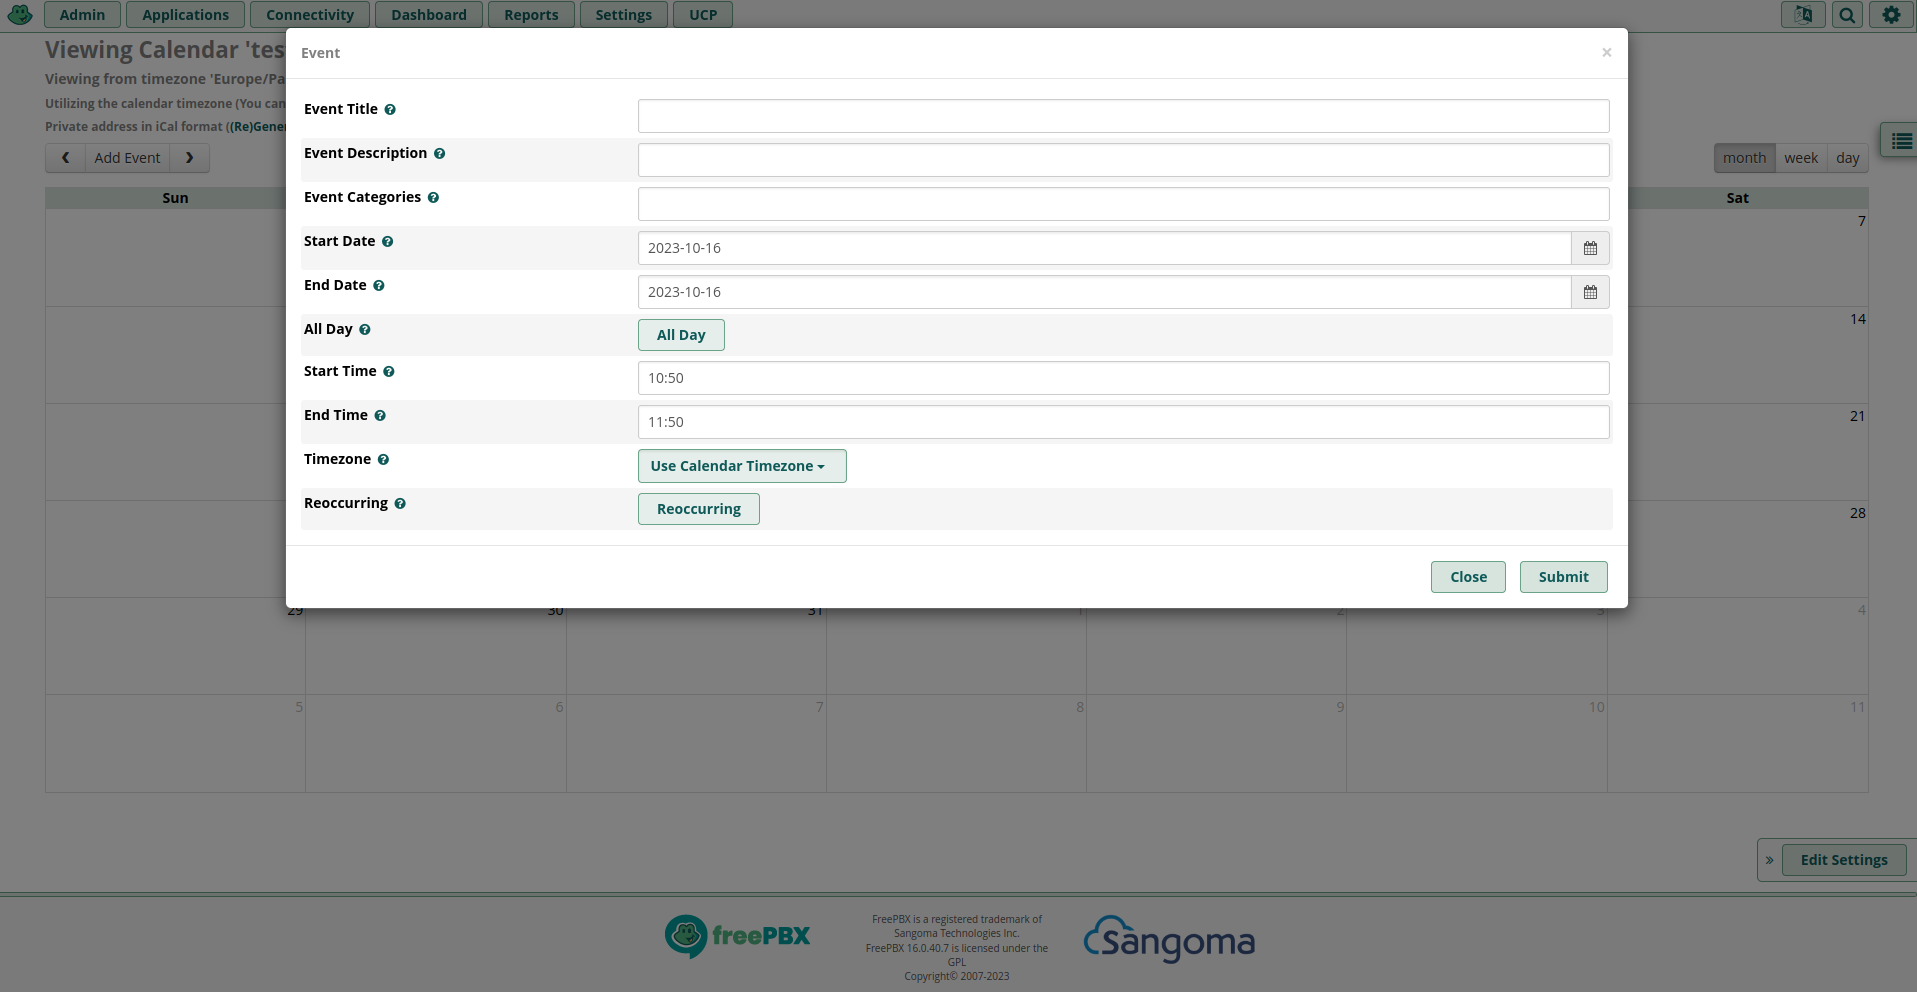 Admin Applications Connectivity Dashboard Reports Settings UCP
Viewing Calendar 'tes
Viewing from timezone 'Europe/Pa
Utilizing the calendar timezone (You can
Private address in iCal format ((Re)Gene
Add Event
month week day
Sun Sat
Event ×
Event Title
Event Description
Event Categories
Start Date 2023-10-16
End Date 2023-10-16
All Day All Day
Start Time 10:50
End Time 11:50
Timezone Use Calendar Timezone
Reoccurring Reoccurring
Close Submit
7
14
21
28
29 30 31 1 2 3 4
5 6 7 8 9 10 11
» Edit Settings
freePBX
FreePBX is a registered trademark of
Sangoma Technologies Inc.
FreePBX 16.0.40.7 is licensed under the
GPL
Copyright© 2007-2023
Sangoma